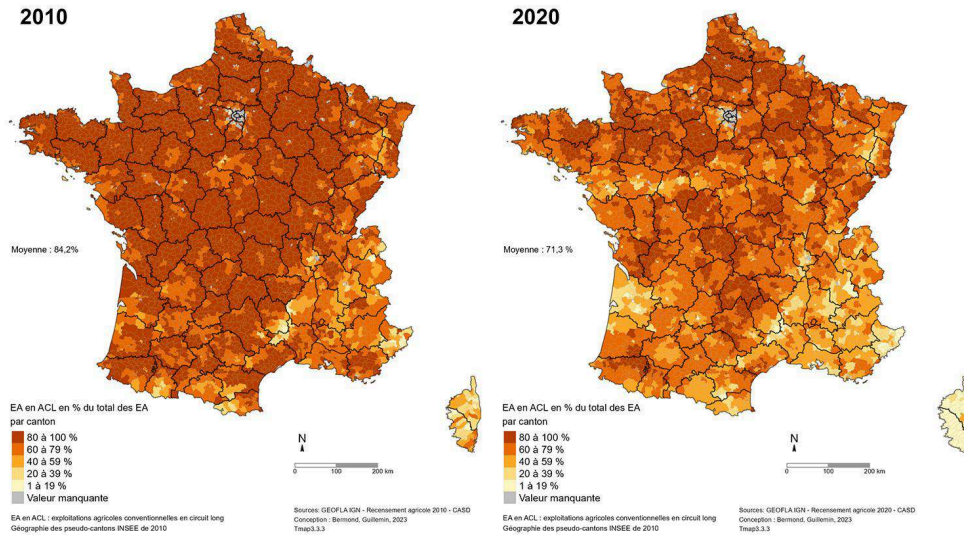 2010
Moyenne : 84,2%
EA en ACL en % du total des EA
par canton
80 à 100 %
60 à 79 %
40 à 59 %
20 à 39 %
1 à 19 %
Valeur manquante
EA en ACL : exploitations agricoles conventionnelles en circuit long
Géographie des pseudo-cantons INSEE de 2010
N
0 100 200 km
Sources: GEOFLA IGN - Recensement agricole 2010 - CASD
Conception : Bermond, Guillemin, 2023
Tmap3.3.3
2020
Moyenne : 71,3 %
EA en ACL en % du total des EA
par canton
80 à 100 %
60 à 79 %
40 à 59 %
20 à 39 %
1 à 19 %
Valeur manquante
EA en ACL : exploitations agricoles conventionnelles en circuit long
Géographie des pseudo-cantons INSEE de 2010
N
0 100 200 km
Sources: GEOFLA IGN - Recensement agricole 2020 - CASD
Conception : Bermond, Guillemin, 2023
Tmap3.3.3